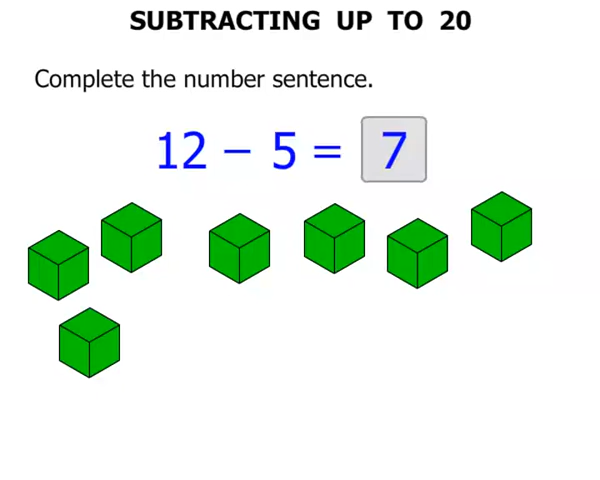 SUBTRACTING UP TO 20
Complete the number sentence.
12 − 5 = 7